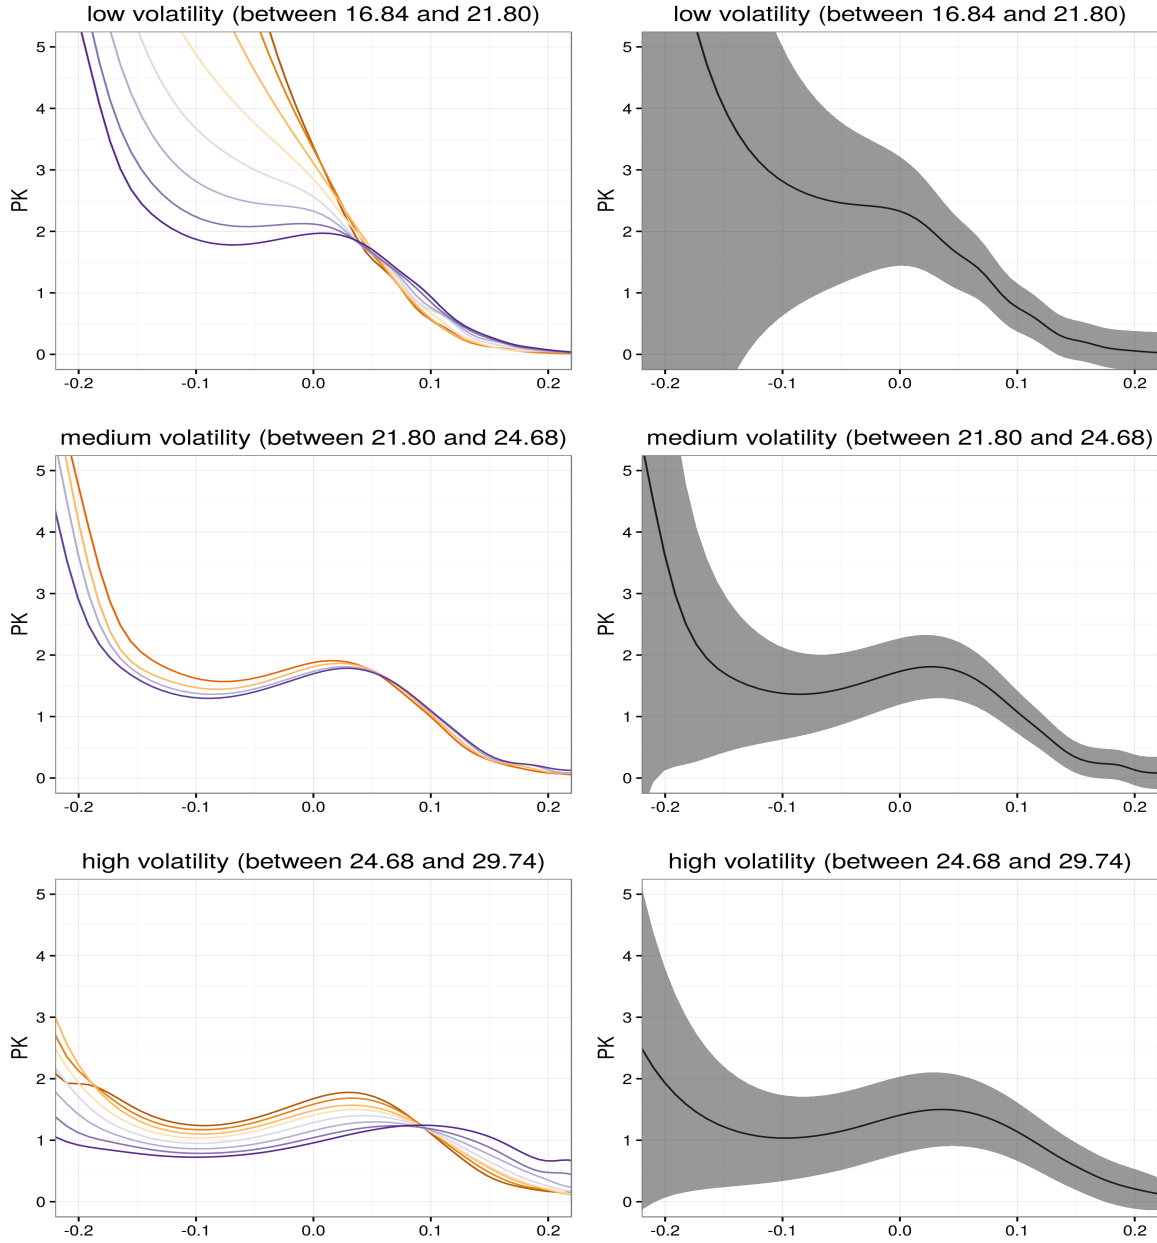 low volatility (between 16.84 and 21.80)
low volatility (between 16.84 and 21.80)
PK
5
4
3
2
1
0
-0.2 -0.1 0.0 0.1 0.2
PK
5
4
3
2
1
0
-0.2 -0.1 0.0 0.1 0.2
medium volatility (between 21.80 and 24.68)
medium volatility (between 21.80 and 24.68)
PK
5
4
3
2
1
0
-0.2 -0.1 0.0 0.1 0.2
PK
5
4
3
2
1
0
-0.2 -0.1 0.0 0.1 0.2
high volatility (between 24.68 and 29.74)
high volatility (between 24.68 and 29.74)
PK
5
4
3
2
1
0
-0.2 -0.1 0.0 0.1 0.2
PK
5
4
3
2
1
0
-0.2 -0.1 0.0 0.1 0.2